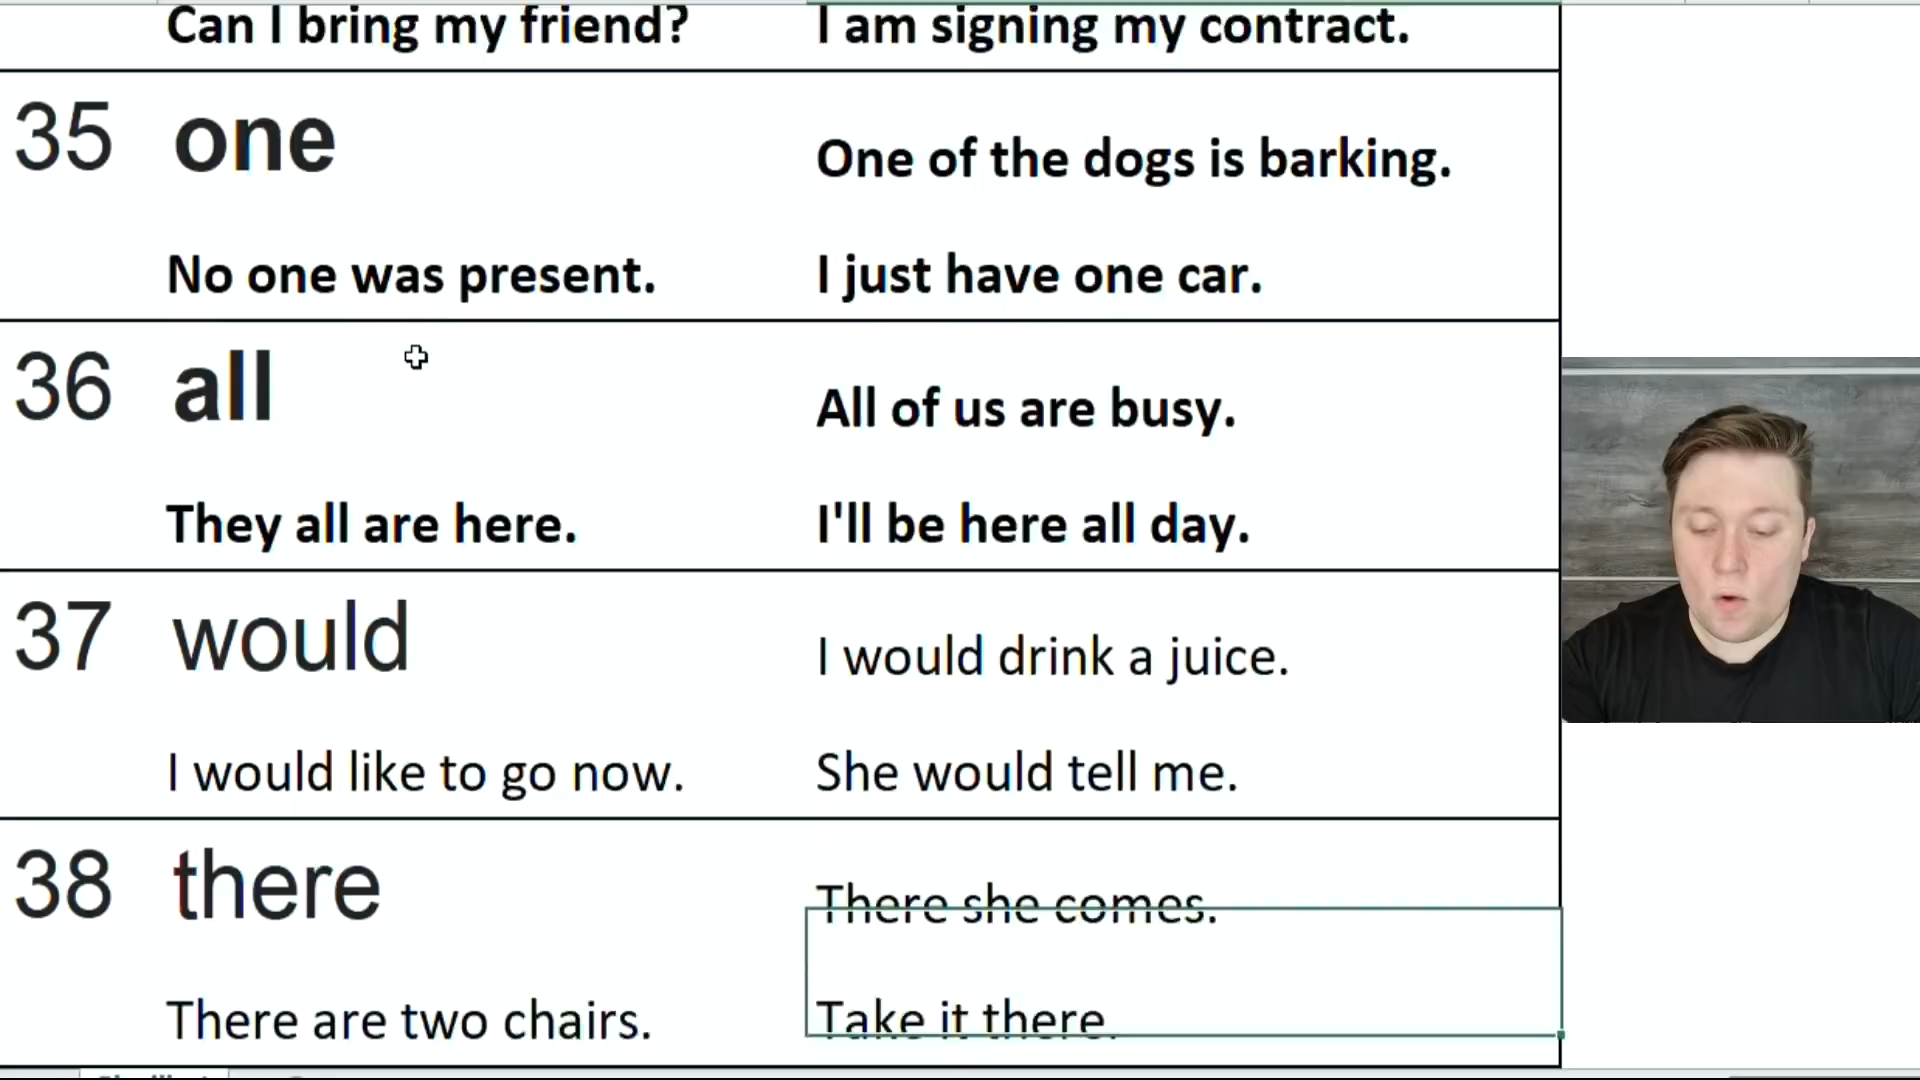 Can I bring my friend? I am signing my contract.
35 one One of the dogs is barking.
No one was present. I just have one car.
36 all All of us are busy.
They all are here. I'll be here all day.
37 would I would drink a juice.
I would like to go now. She would tell me.
38 there There she comes.
There are two chairs. Take it there.